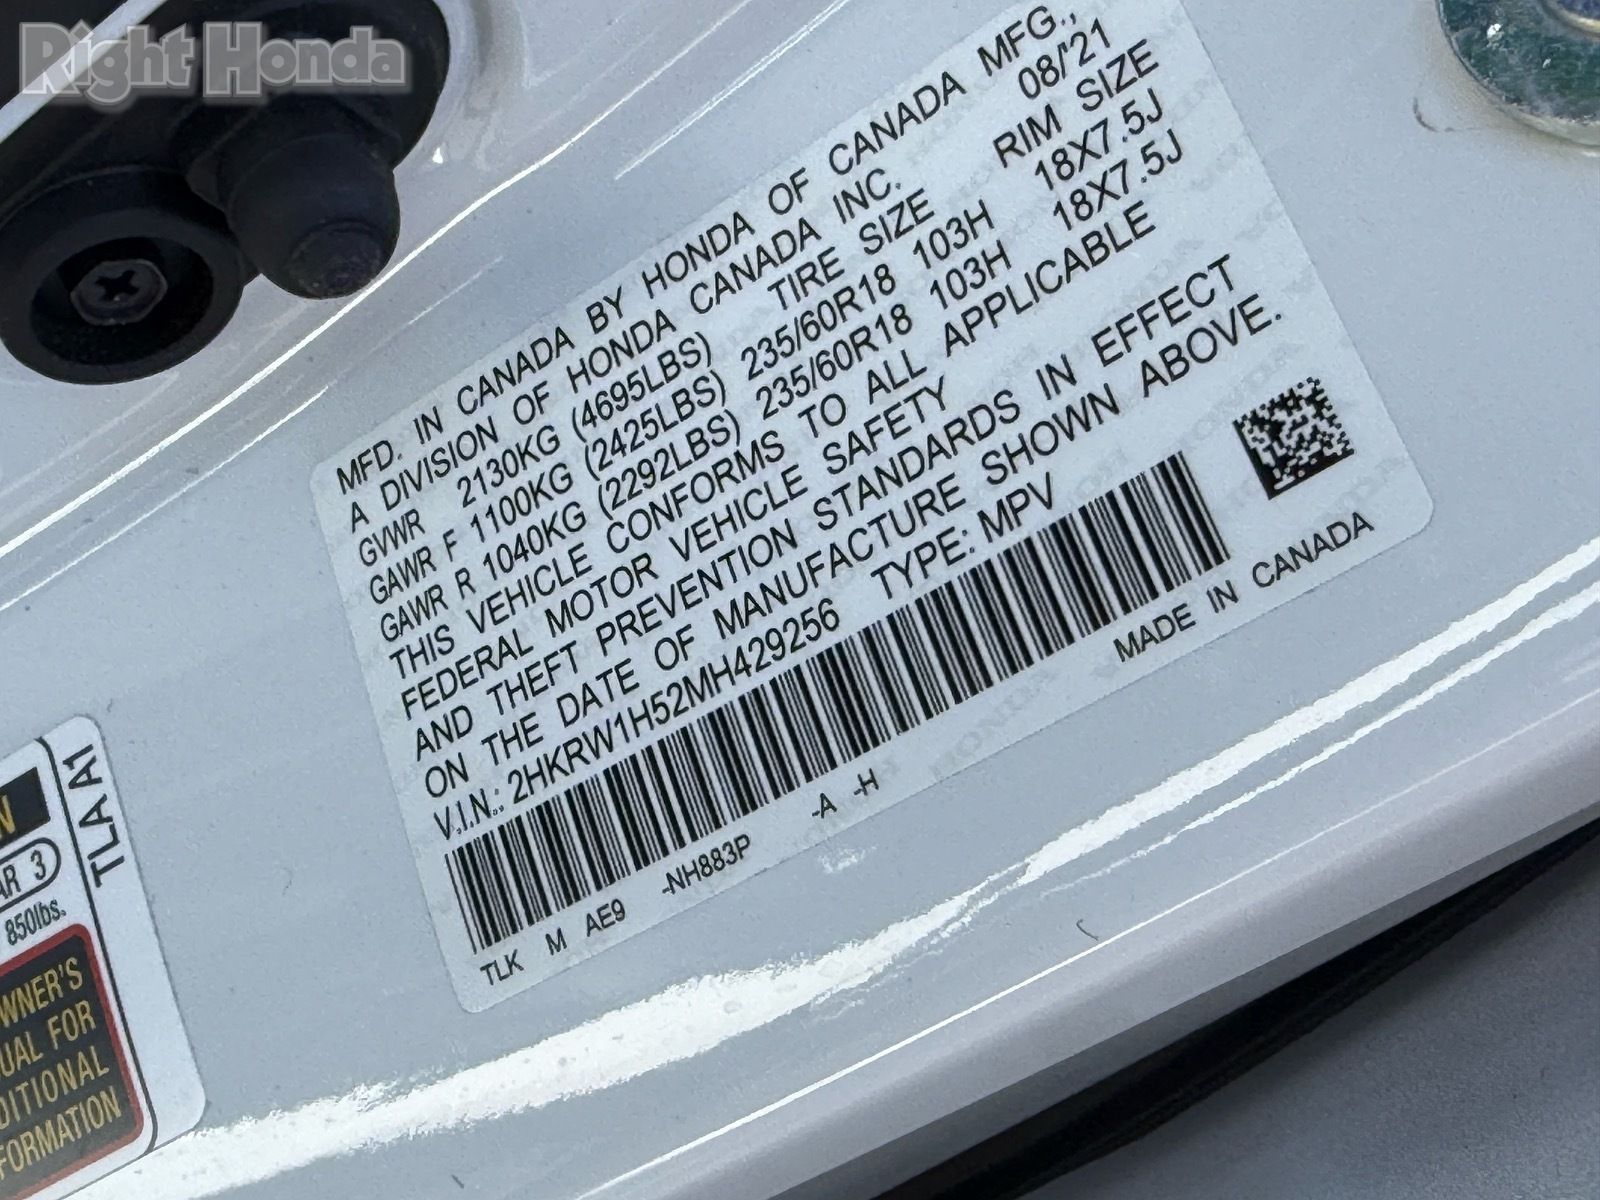 Right Honda
MFD. IN CANADA BY HONDA OF CANADA MFG.,
A DIVISION OF HONDA CANADA INC. 08/'21
GVWR 2130KG (4695LBS) TIRE SIZE RIM SIZE
GAWR F 1100KG (2425LBS) 235/60R18 103H 18X7.5J
GAWR R 1040KG (2292LBS) 235/60R18 103H 18X7.5J
THIS VEHICLE CONFORMS TO ALL APPLICABLE
FEDERAL MOTOR VEHICLE SAFETY
AND THEFT PREVENTION STANDARDS IN EFFECT
ON THE DATE OF MANUFACTURE SHOWN ABOVE.
V.I.N.: 2HKRW1H52MH429256 TYPE: MPV
TLK M AE9 -NH883P -A -H MADE IN CANADA
TLA A1
AR 3
850lbs.
OWNER'S
UAL FOR
DITIONAL
FORMATION